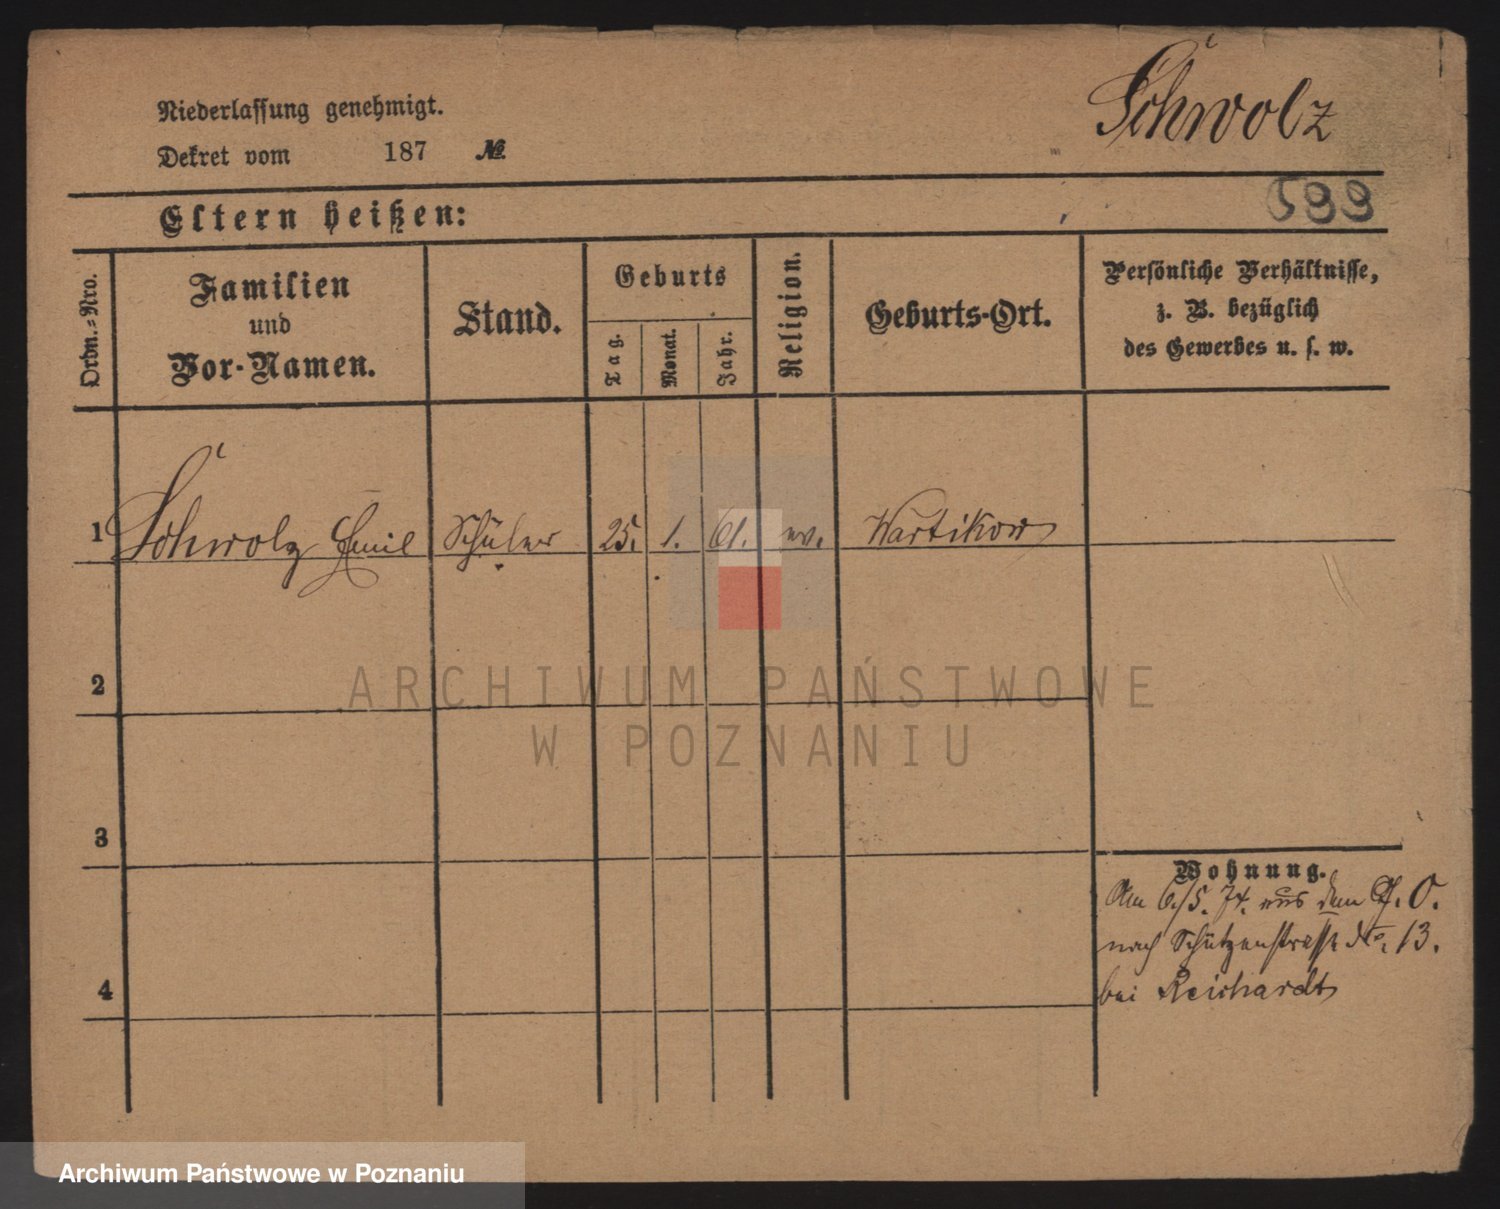 Schwolz
Niederlassung genehmigt.
Dekret vom 187 №
599
Eltern heißen:
Ordn.-Nro.
Familien
und
Vor-Namen.
Stand.
Geburts
Tag.
Monat.
Jahr.
Religion.
Geburts-Ort.
Persönliche Verhältnisse,
z. B. bezüglich
des Gewerbes u. s. w.
1 Schwolz Emil Schüler 25. 1. 61. ev. Wartikow
2
3
4
Wohnung.
Am 6./5. 74. aus dem
nach Schützenstrasse No. 13.
bei Reichardt
ARCHIWUM PAŃSTWOWE
W POZNANIU
Archiwum Państwowe w Poznaniu